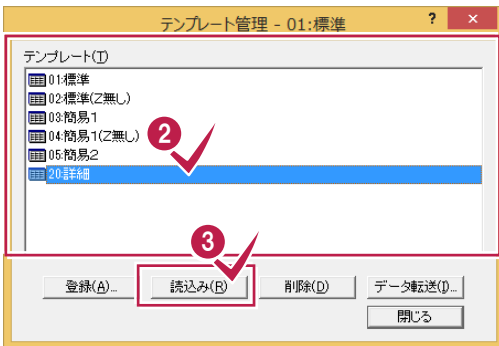 テンプレート管理 - 01:標準 ? ×
テンプレート(T)
01:標準
02:標準(Z無し)
03:簡易1
04:簡易1(Z無し)
05:簡易2
20:詳細
2
3
登録(A)... 読込み(R) 削除(D) データ転送(I)...
閉じる